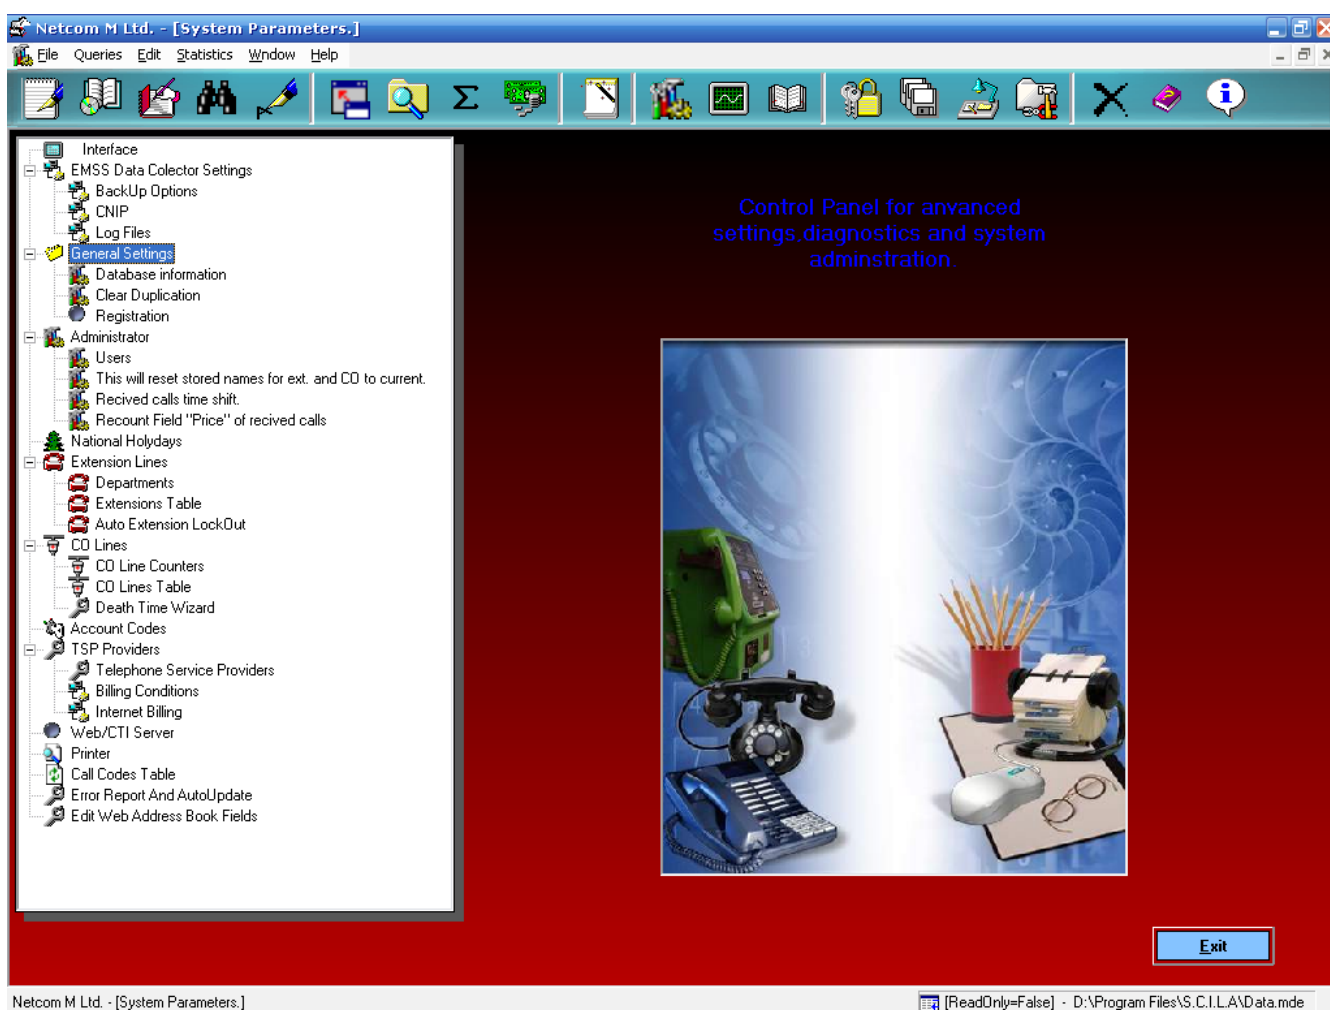 Netcom M Ltd. - [System Parameters.]
File Queries Edit Statistics Wndow Help
Interface
EMSS Data Colector Settings
BackUp Options
CNIP
Log Files
General Settings
Database information
Clear Duplication
Registration
Administrator
Users
This will reset stored names for ext. and CO to current.
Recived calls time shift.
Recount Field "Price" of recived calls
National Holydays
Extension Lines
Departments
Extensions Table
Auto Extension LockOut
CO Lines
CO Line Counters
CO Lines Table
Death Time Wizard
Account Codes
TSP Providers
Telephone Service Providers
Billing Conditions
Internet Billing
Web/CTI Server
Printer
Call Codes Table
Error Report And AutoUpdate
Edit Web Address Book Fields
Control Panel for anvanced
settings,diagnostics and system
adminstration.
Exit
Netcom M Ltd. - [System Parameters.]
[ReadOnly=False] - D:\Program Files\S.C.I.L.A\Data.mde